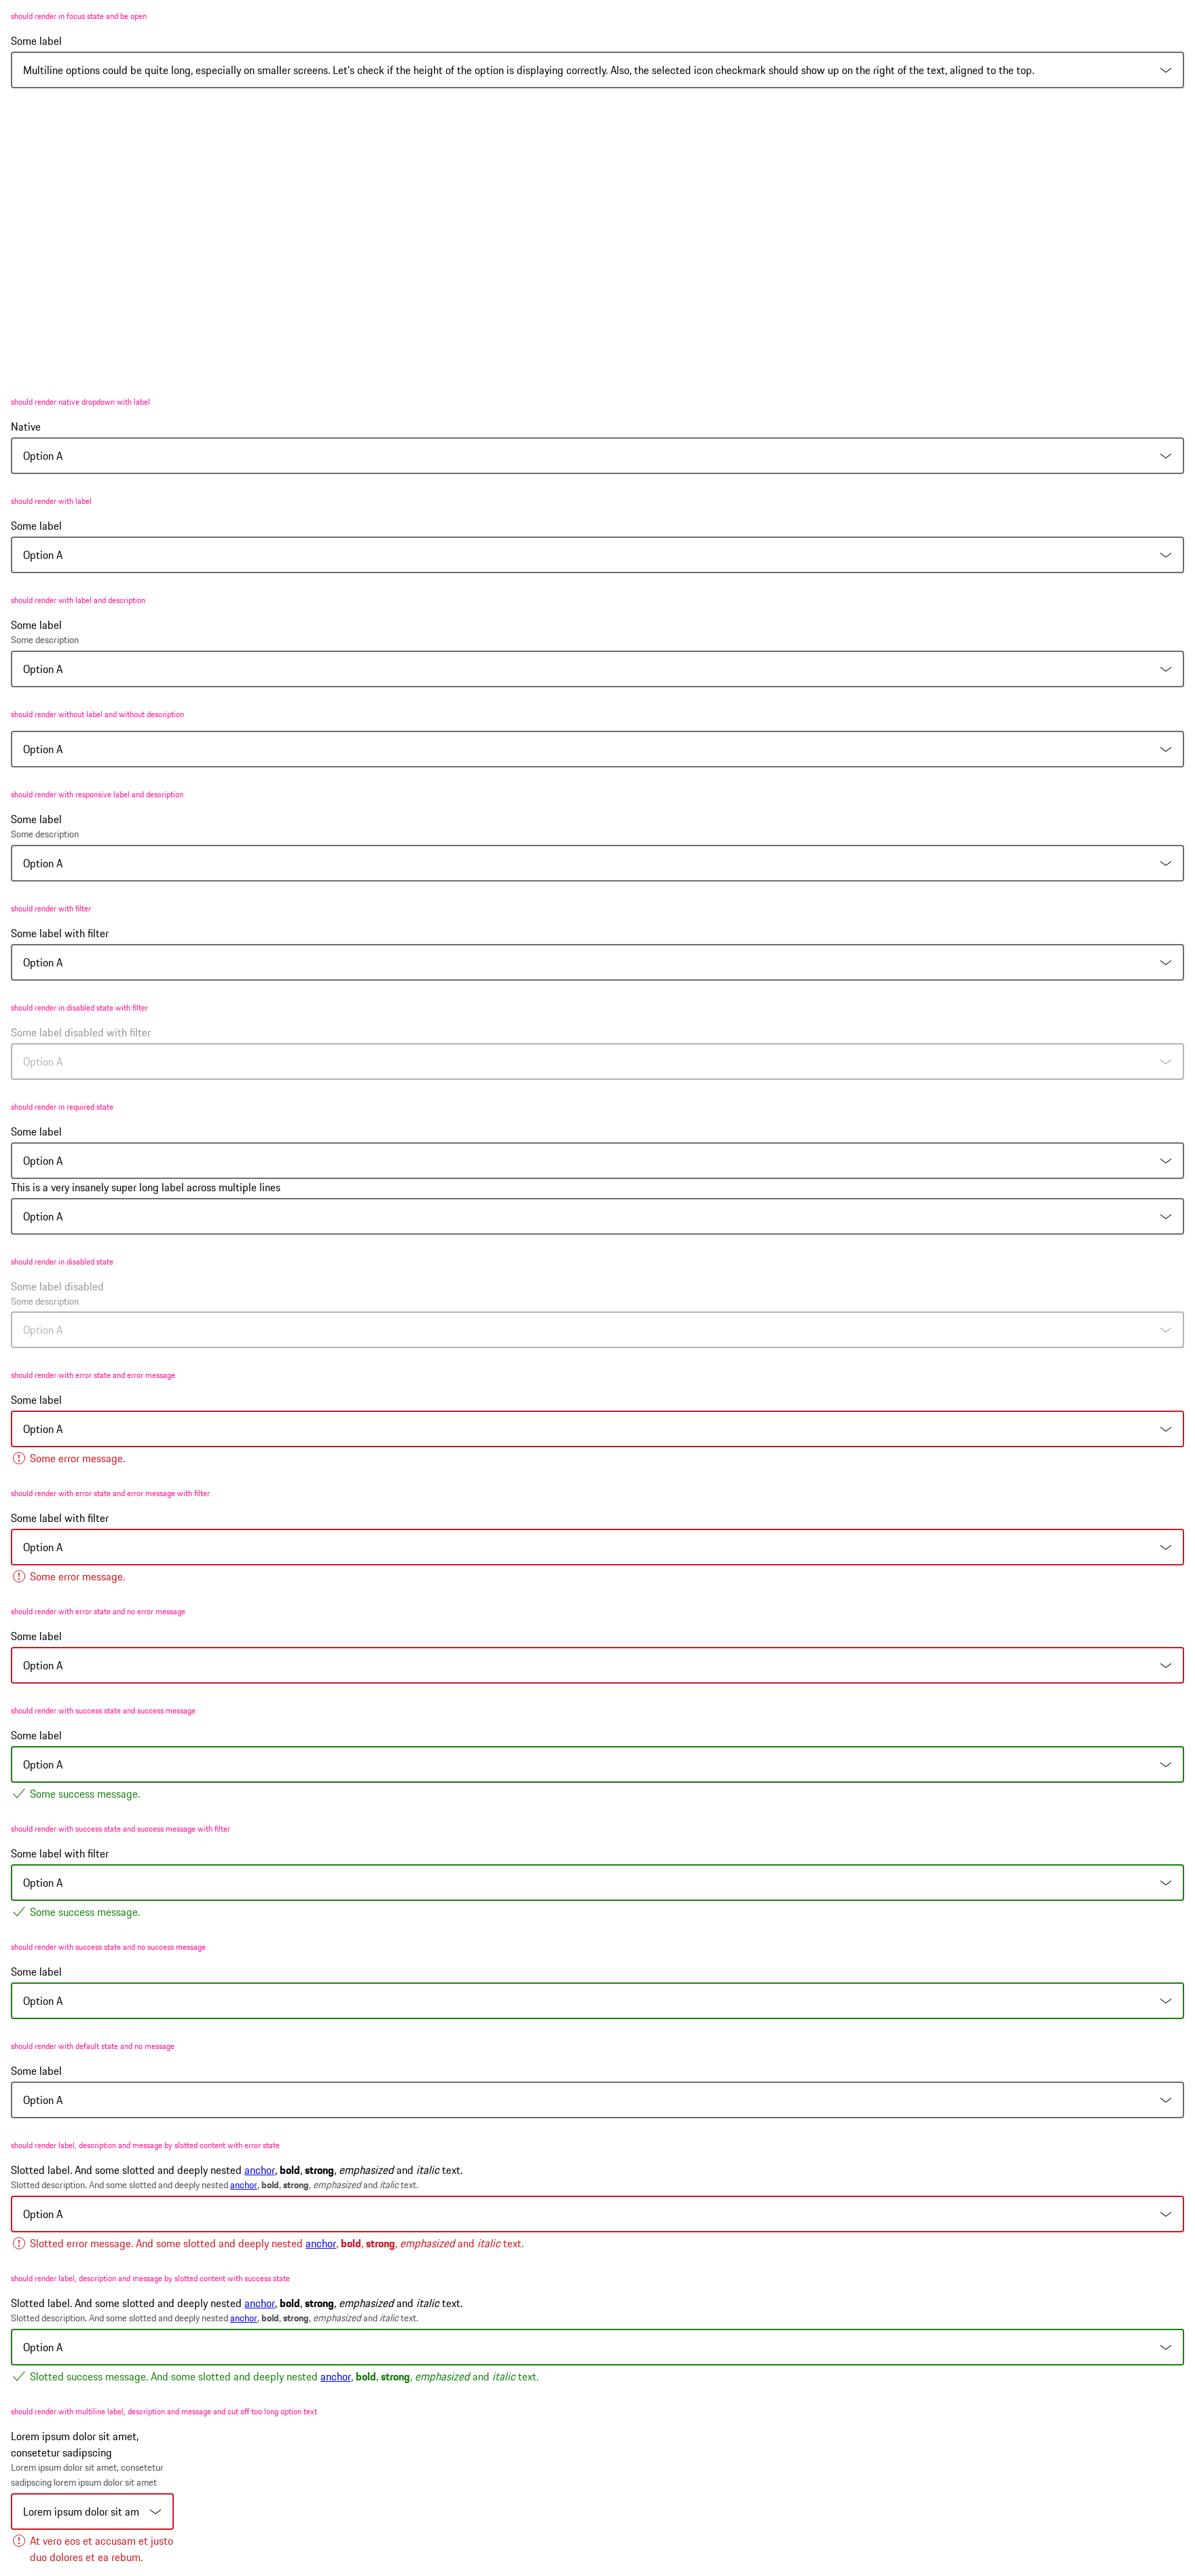 should render in focus state and be open
Some label
Multiline options could be quite long, especially on smaller screens. Let's check if the height of the option is displaying correctly. Also, the selected icon checkmark should show up on the right of the text, aligned to the top.
should render native dropdown with label
Native
Option A
should render with label
Some label
Option A
should render with label and description
Some label
Some description
Option A
should render without label and without description
Option A
should render with responsive label and description
Some label
Some description
Option A
should render with filter
Some label with filter
Option A
should render in disabled state with filter
Some label disabled with filter
Option A
should render in required state
Some label
Option A
This is a very insanely super long label across multiple lines
Option A
should render in disabled state
Some label disabled
Some description
Option A
should render with error state and error message
Some label
Option A
Some error message.
should render with error state and error message with filter
Some label with filter
Option A
Some error message.
should render with error state and no error message
Some label
Option A
should render with success state and success message
Some label
Option A
Some success message.
should render with success state and success message with filter
Some label with filter
Option A
Some success message.
should render with success state and no success message
Some label
Option A
should render with default state and no message
Some label
Option A
should render label, description and message by slotted content with error state
Slotted label. And some slotted and deeply nested anchor, bold, strong, emphasized and italic text.
Slotted description. And some slotted and deeply nested anchor, bold, strong, emphasized and italic text.
Option A
Slotted error message. And some slotted and deeply nested anchor, bold, strong, emphasized and italic text.
should render label, description and message by slotted content with success state
Slotted label. And some slotted and deeply nested anchor, bold, strong, emphasized and italic text.
Slotted description. And some slotted and deeply nested anchor, bold, strong, emphasized and italic text.
Option A
Slotted success message. And some slotted and deeply nested anchor, bold, strong, emphasized and italic text.
should render with multiline label, description and message and cut off too long option text
Lorem ipsum dolor sit amet,
consetetur sadipscing
Lorem ipsum dolor sit amet, consetetur
sadipscing lorem ipsum dolor sit amet
Lorem ipsum dolor sit am
At vero eos et accusam et justo
duo dolores et ea rebum.